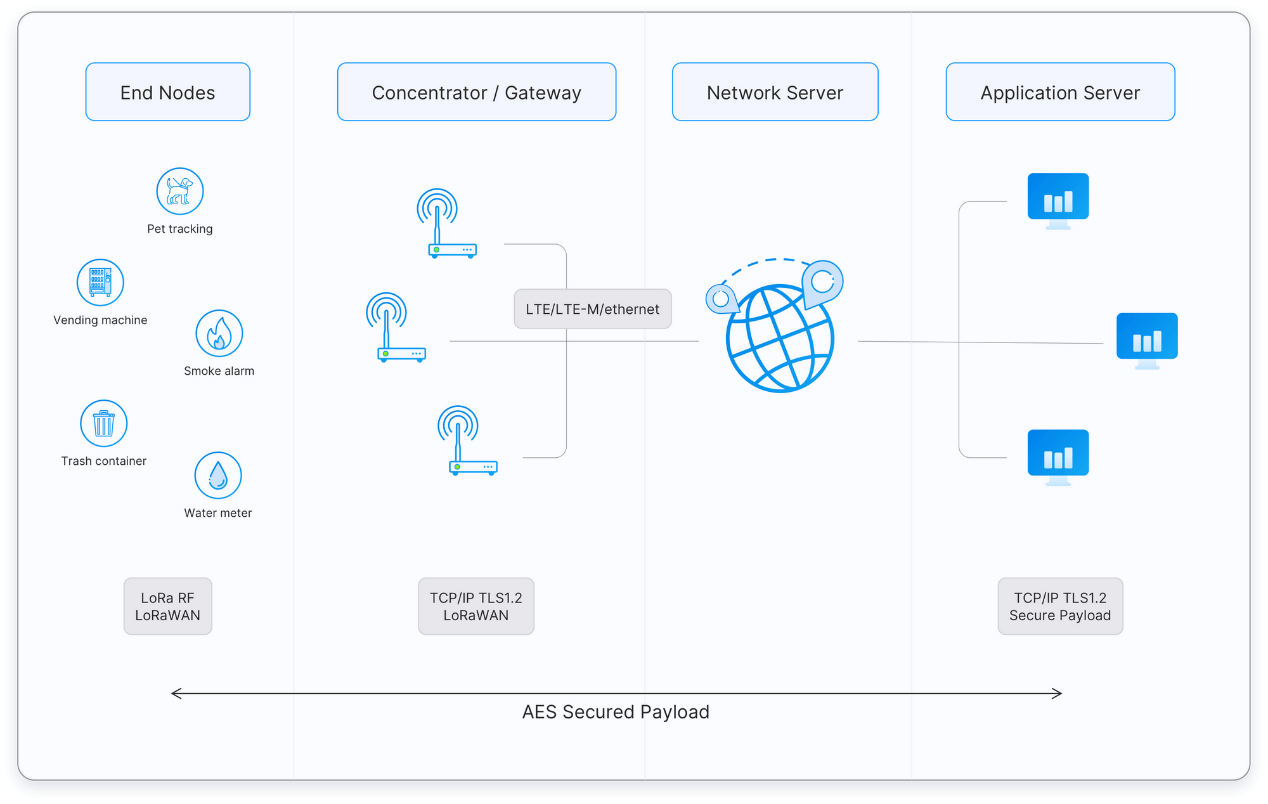 End Nodes
Concentrator / Gateway
Network Server
Application Server
Pet tracking
Vending machine
Smoke alarm
Trash container
Water meter
LTE/LTE-M/ethernet
LoRa RF
LoRaWAN
TCP/IP TLS1.2
LoRaWAN
TCP/IP TLS1.2
Secure Payload
AES Secured Payload